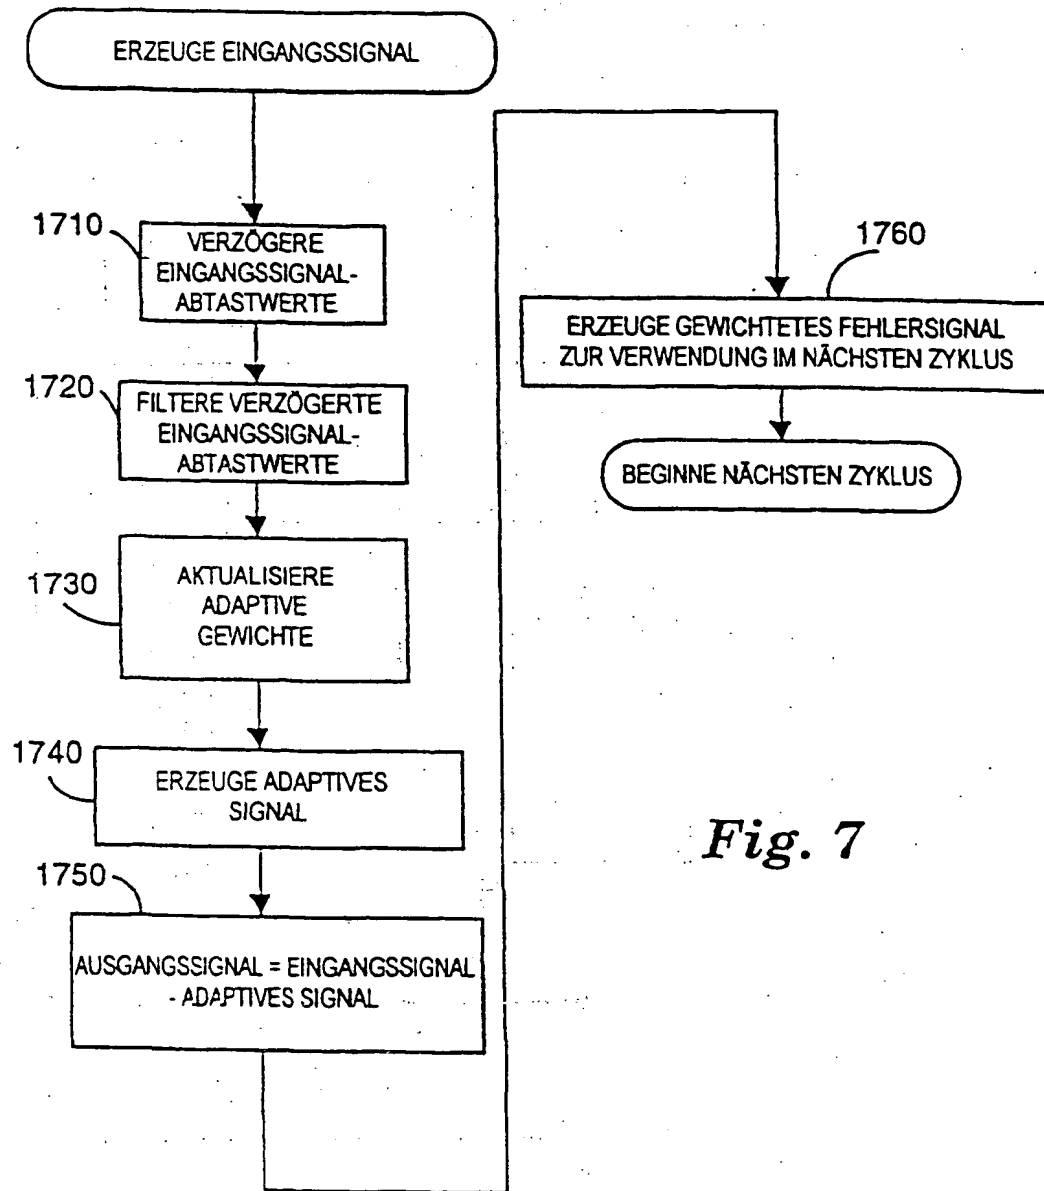 ERZEUGE EINGANGSSIGNAL
1710
VERZÖGERE
EINGANGSSIGNAL-
ABTASTWERTE
1720
FILTERE VERZÖGERTE
EINGANGSSIGNAL-
ABTASTWERTE
1730
AKTUALISIERE
ADAPTIVE
GEWICHTE
1740
ERZEUGE ADAPTIVES
SIGNAL
1750
AUSGANGSSIGNAL = EINGANGSSIGNAL
- ADAPTIVES SIGNAL
1760
ERZEUGE GEWICHTETES FEHLERSIGNAL
ZUR VERWENDUNG IM NÄCHSTEN ZYKLUS
BEGINNE NÄCHSTEN ZYKLUS
Fig. 7